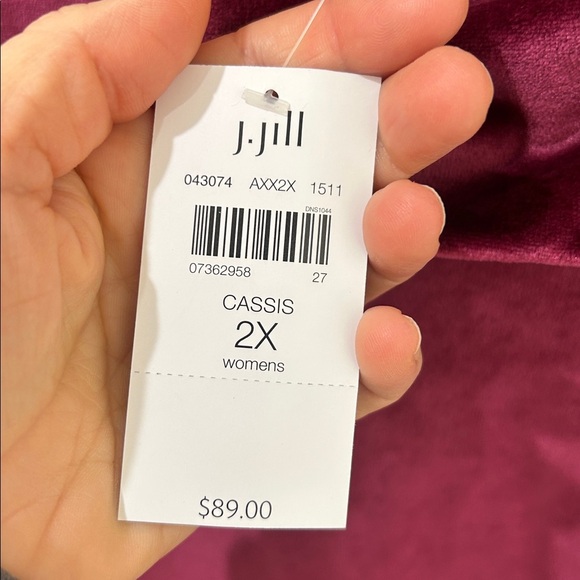 J.Jill
043074 AXX2X 1511
DNS1044
07362958 27
CASSIS
2X
womens
$89.00